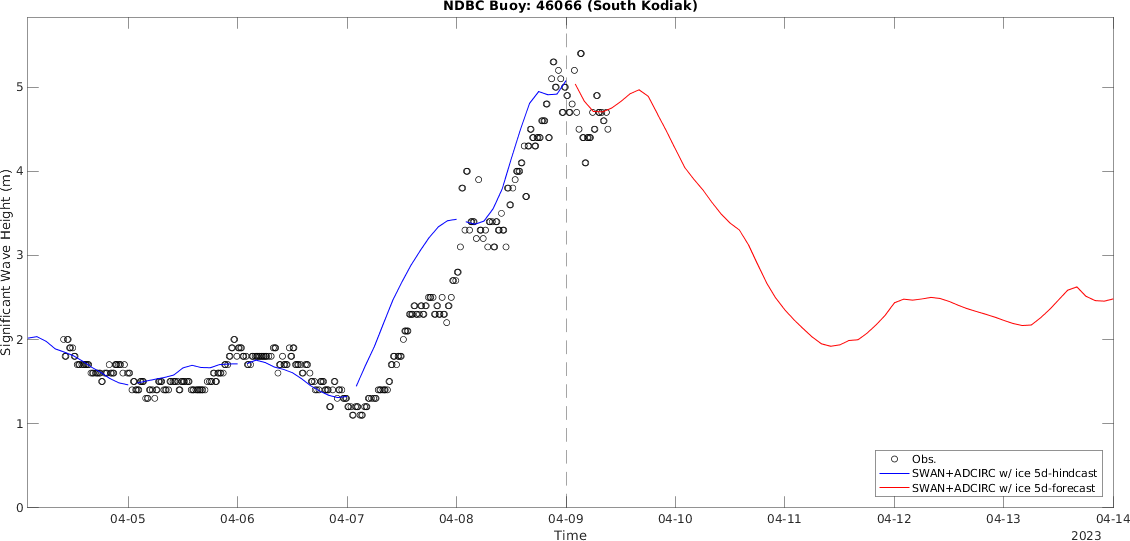 NDBC Buoy: 46066 (South Kodiak)
Significant Wave Height (m)
5
4
3
2
1
0
04-05 04-06 04-07 04-08 04-09 04-10 04-11 04-12 04-13 04-14
Time
2023
Obs.
SWAN+ADCIRC w/ ice 5d-hindcast
SWAN+ADCIRC w/ ice 5d-forecast